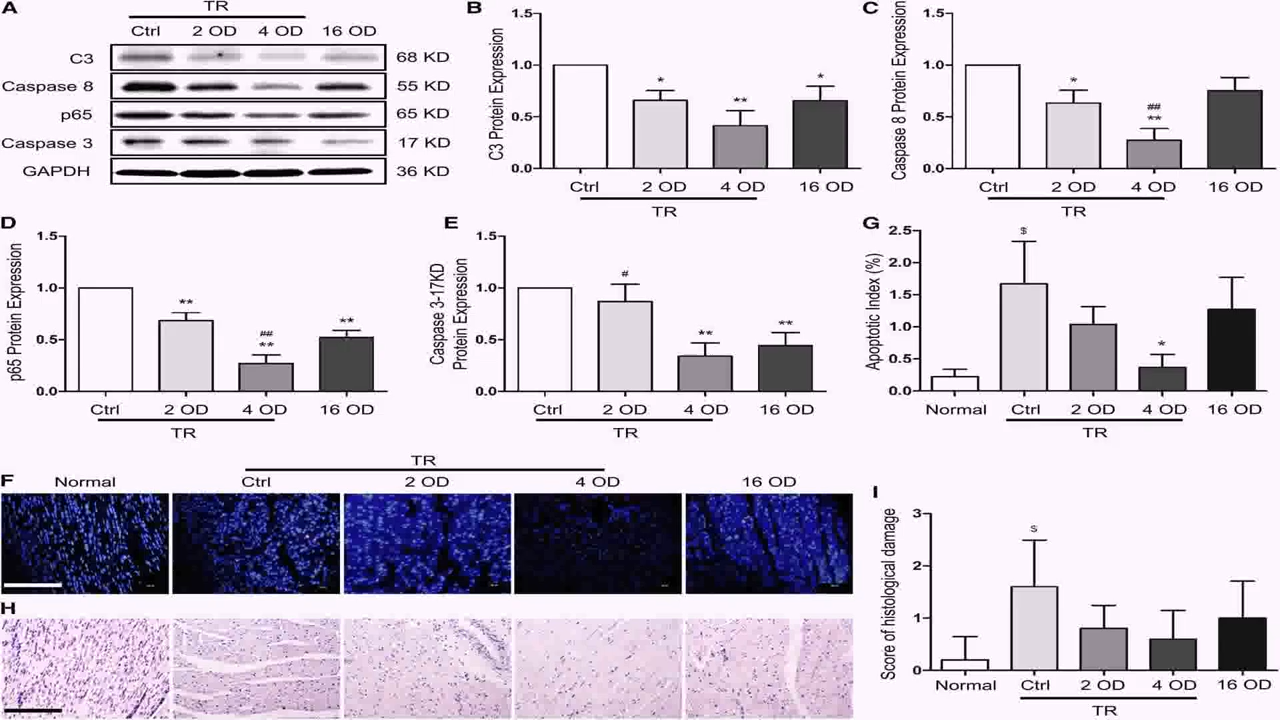 A
TR
Ctrl 2 OD 4 OD 16 OD
C3 68 KD
Caspase 8 55 KD
p65 65 KD
Caspase 3 17 KD
GAPDH 36 KD
B
C3 Protein Expression
1.5
1.0
0.5
0.0
* ** *
Ctrl 2 OD 4 OD 16 OD
TR
C
Caspase 8 Protein Expression
1.5
1.0
0.5
0.0
*
##
**
Ctrl 2 OD 4 OD 16 OD
TR
D
p65 Protein Expression
1.5
1.0
0.5
0.0
**
##
**
**
Ctrl 2 OD 4 OD 16 OD
TR
E
Caspase 3-17KD
Protein Expression
1.5
1.0
0.5
0.0
# ** **
Ctrl 2 OD 4 OD 16 OD
TR
G
Apoptotic Index (%)
2.5
2.0
1.5
1.0
0.5
0.0
$ *
Normal Ctrl 2 OD 4 OD 16 OD
TR
F
TR
Normal Ctrl 2 OD 4 OD 16 OD
H
I
Score of histological damage
3
2
1
0
$
Normal Ctrl 2 OD 4 OD 16 OD
TR